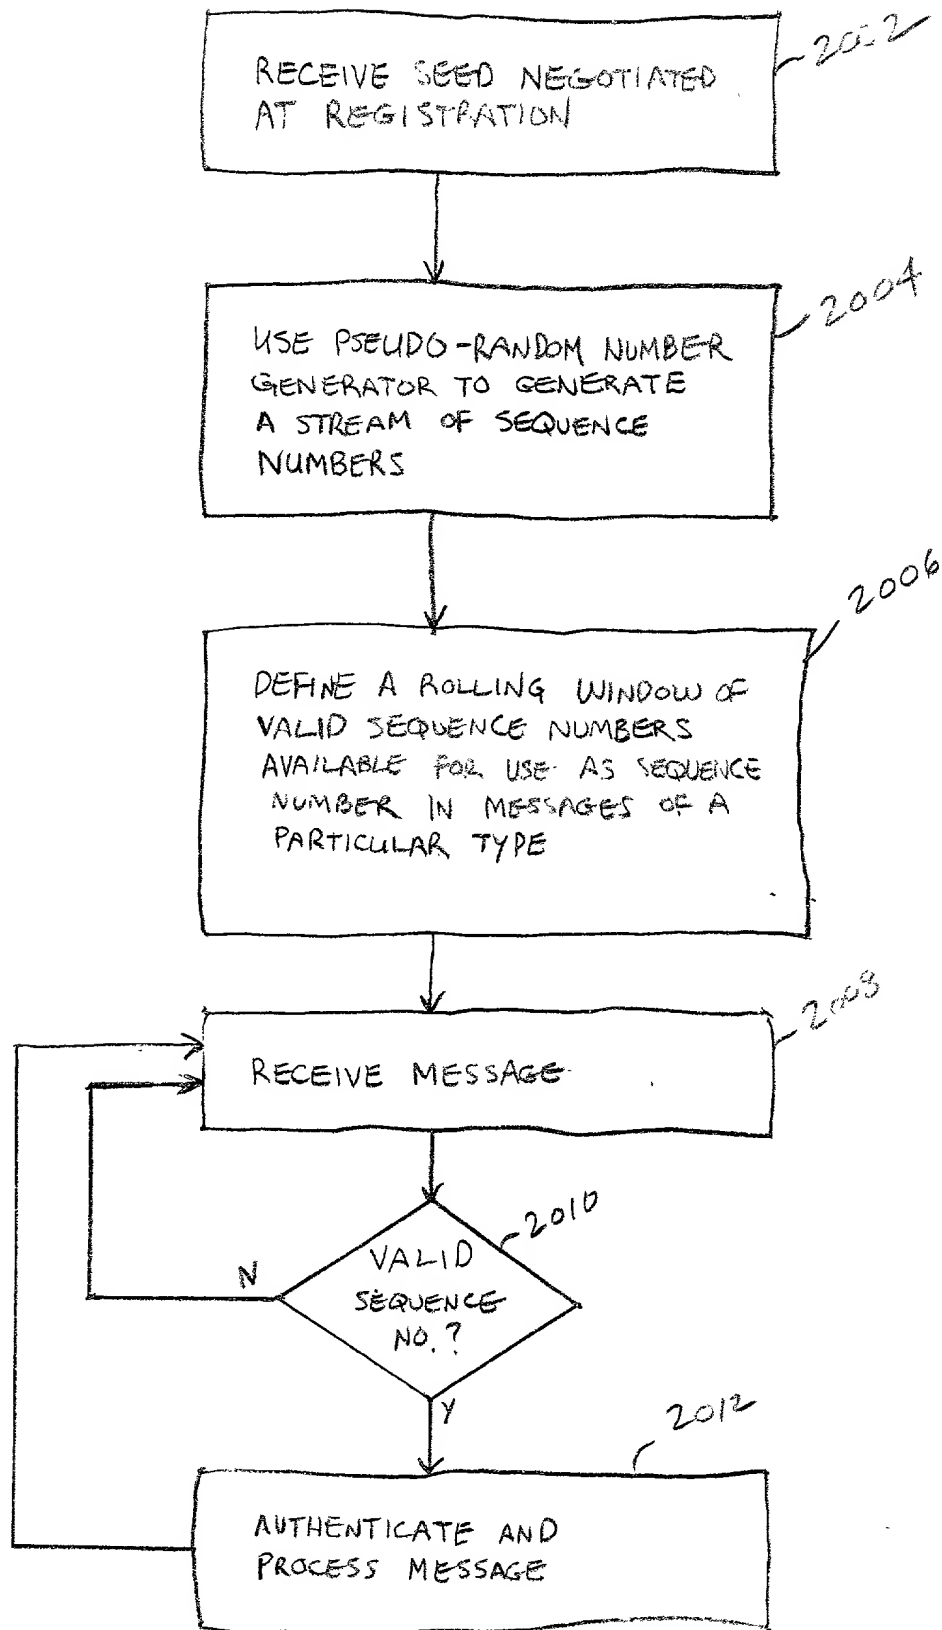 2002
RECEIVE SEED NEGOTIATED
AT REGISTRATION
2004
USE PSEUDO-RANDOM NUMBER
GENERATOR TO GENERATE
A STREAM OF SEQUENCE
NUMBERS
2006
DEFINE A ROLLING WINDOW OF
VALID SEQUENCE NUMBERS
AVAILABLE FOR USE AS SEQUENCE
NUMBER IN MESSAGES OF A
PARTICULAR TYPE
2008
RECEIVE MESSAGE
2010
N
VALID
SEQUENCE
NO.?
Y
2012
AUTHENTICATE AND
PROCESS MESSAGE